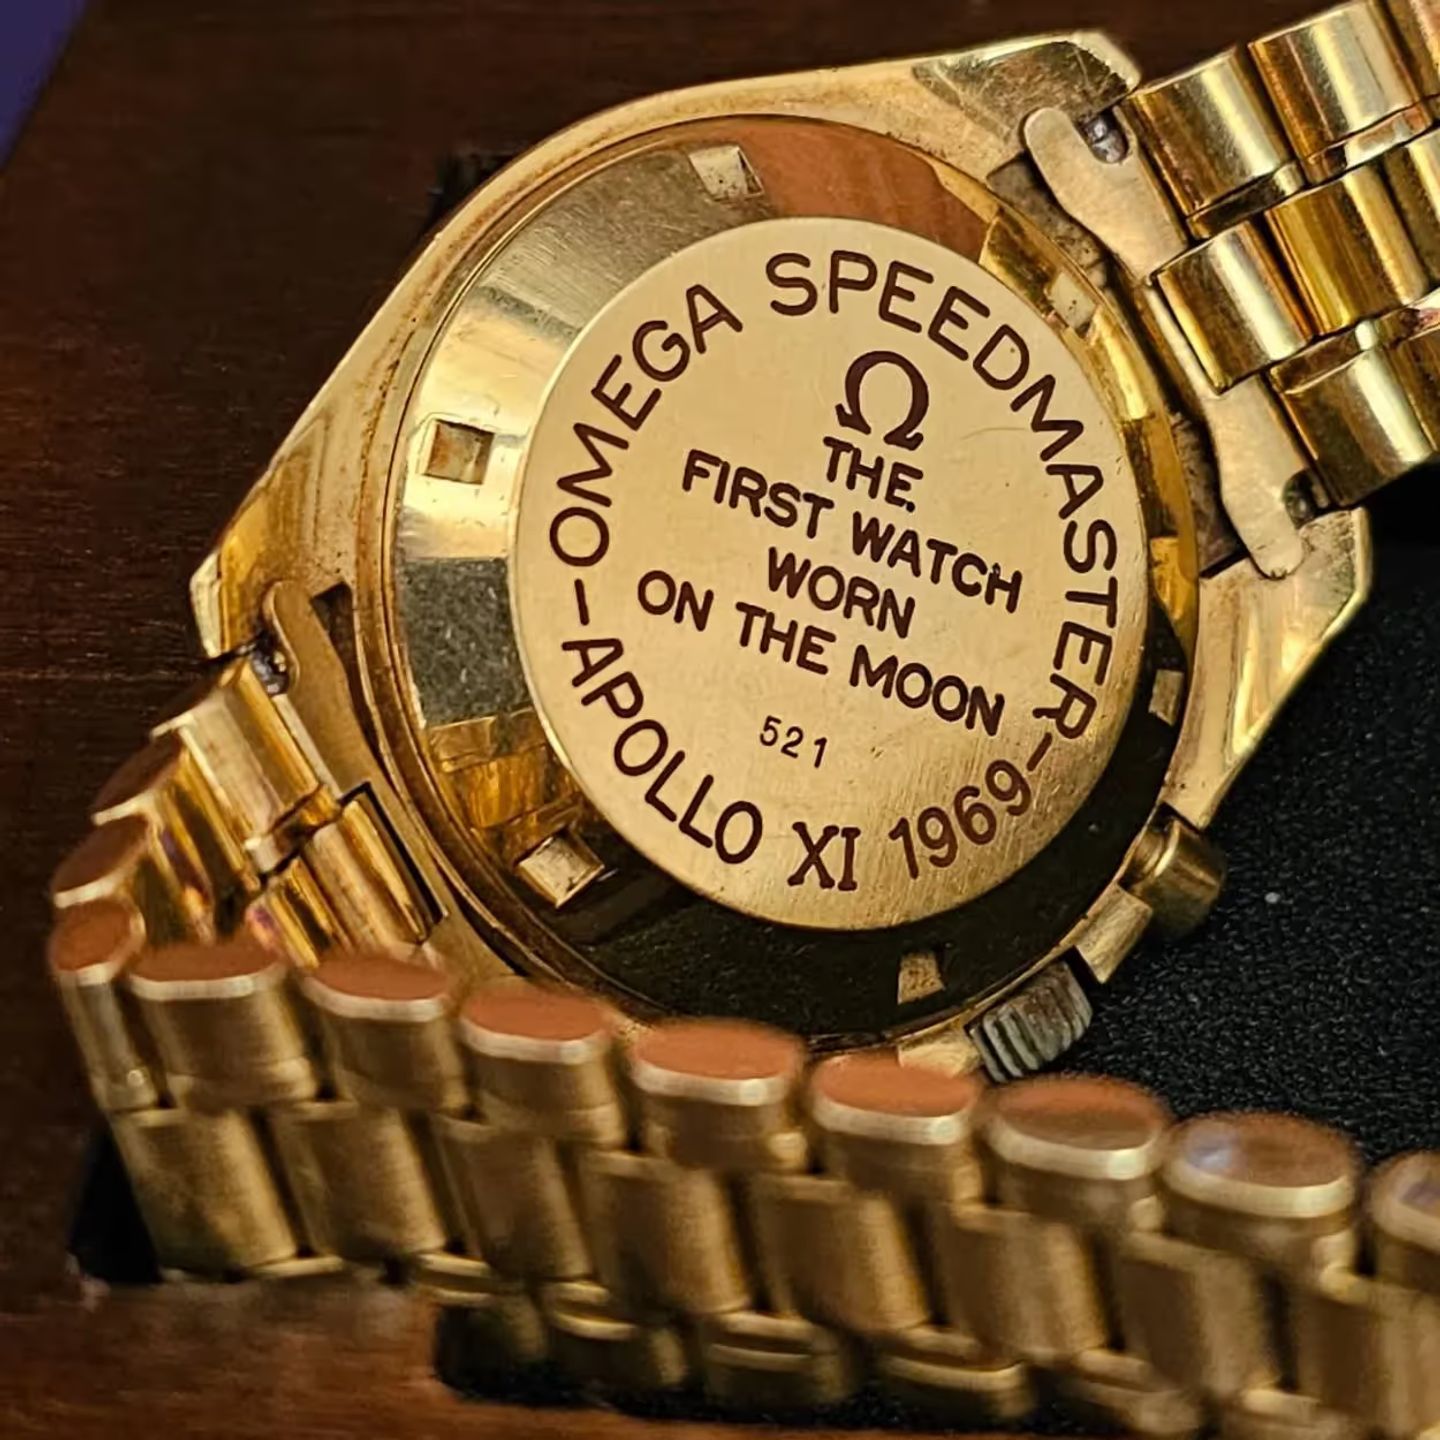 -OMEGA SPEEDMASTER-
Ω
THE
FIRST WATCH
WORN
ON THE MOON
521
-APOLLO XI 1969-